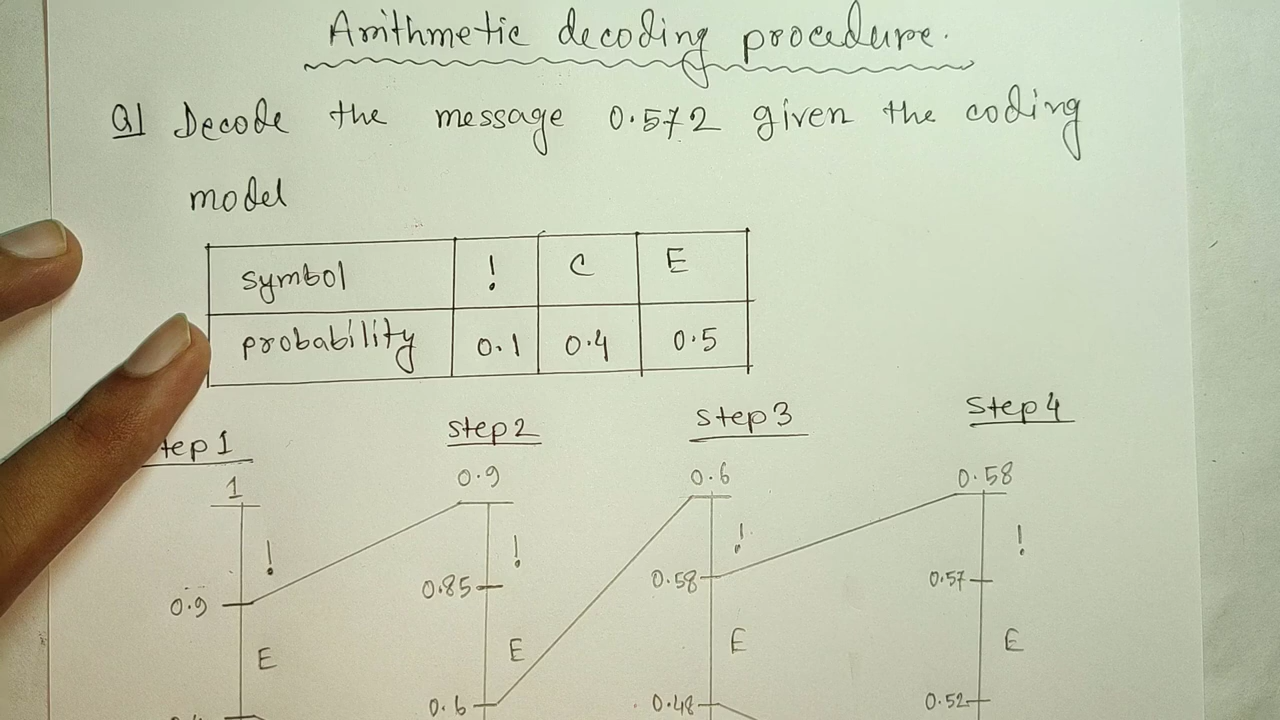 Arithmetic decoding procedure.
Q1 Decode the message 0.572 given the coding
model
symbol ! C E
probability 0.1 0.4 0.5
tep 1 Step 2 Step 3 Step 4
1 0.9 0.6 0.58
! ! ! !
0.9 0.85 0.58 0.57
E E E E
0.6 0.48 0.52